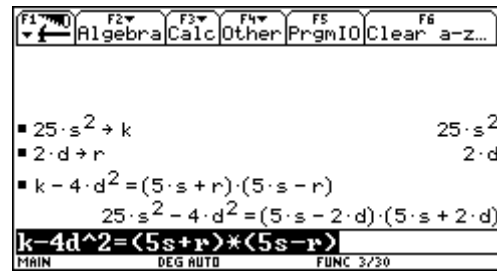 F1 F2 F3 F4 F5 F6
Algebra Calc Other PrgmIO Clear a-z…
25·s² → k 25·s²
2·d → r 2·d
k - 4·d² = (5·s + r)·(5·s - r)
25·s² - 4·d² = (5·s - 2·d)·(5·s + 2·d)
k-4d^2=(5s+r)*(5s-r)
MAIN DEG AUTO FUNC 3/30